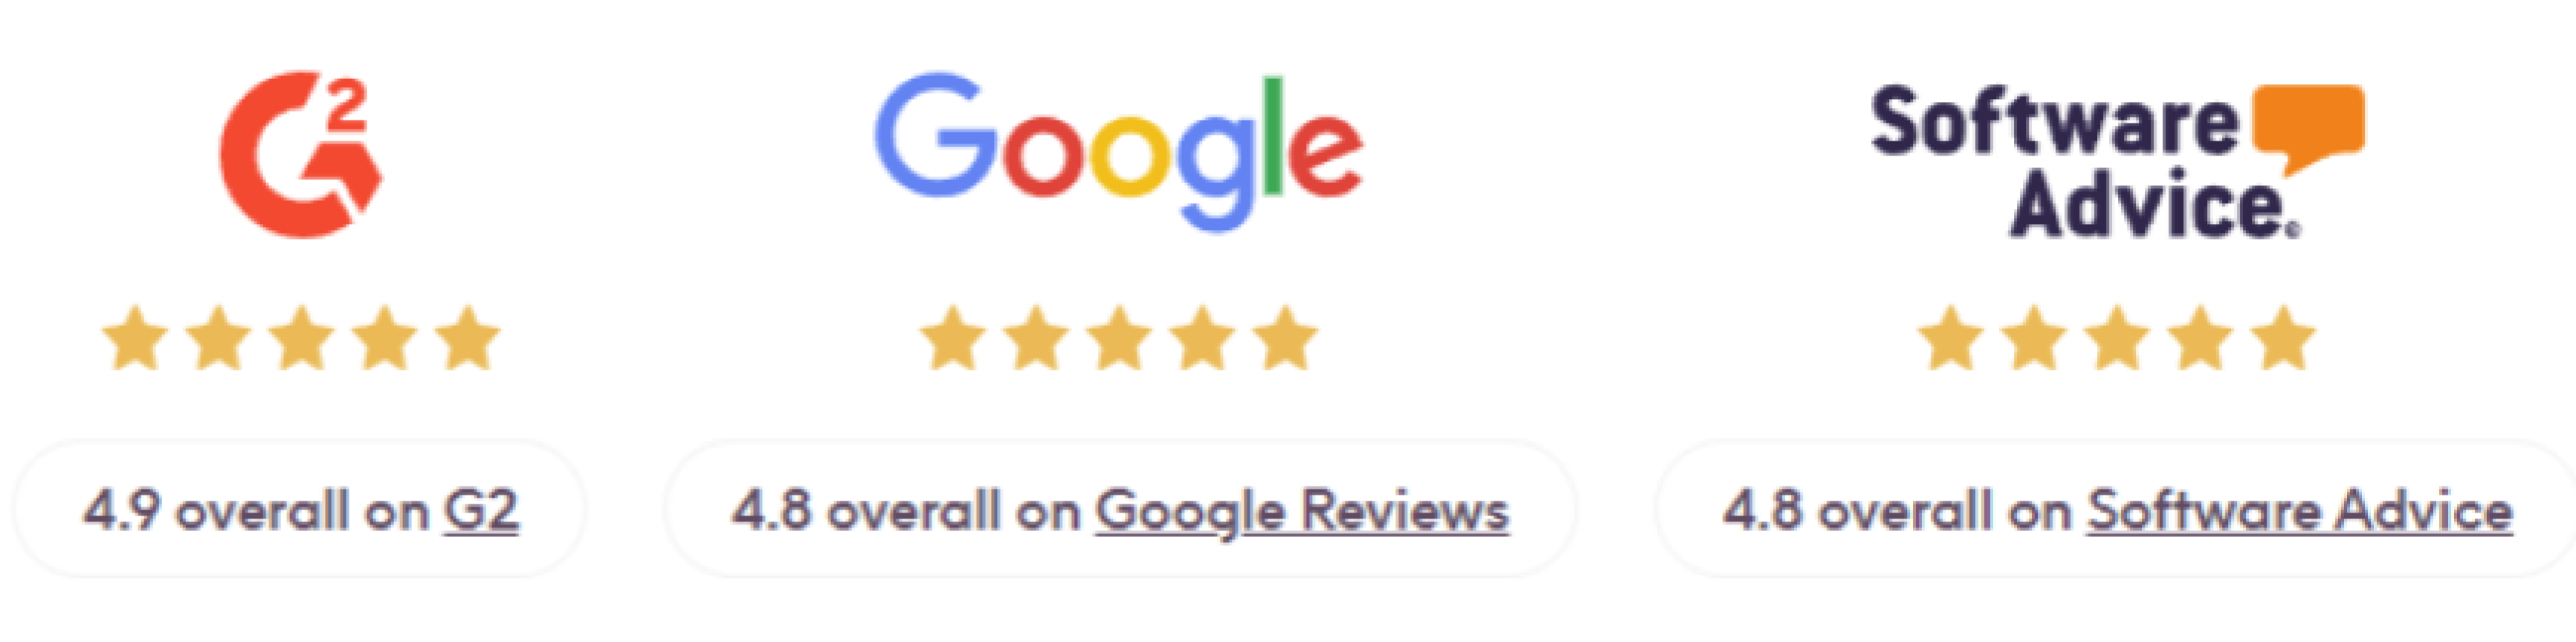 G2
Google
Software
Advice
4.9 overall on G2
4.8 overall on Google Reviews
4.8 overall on Software Advice